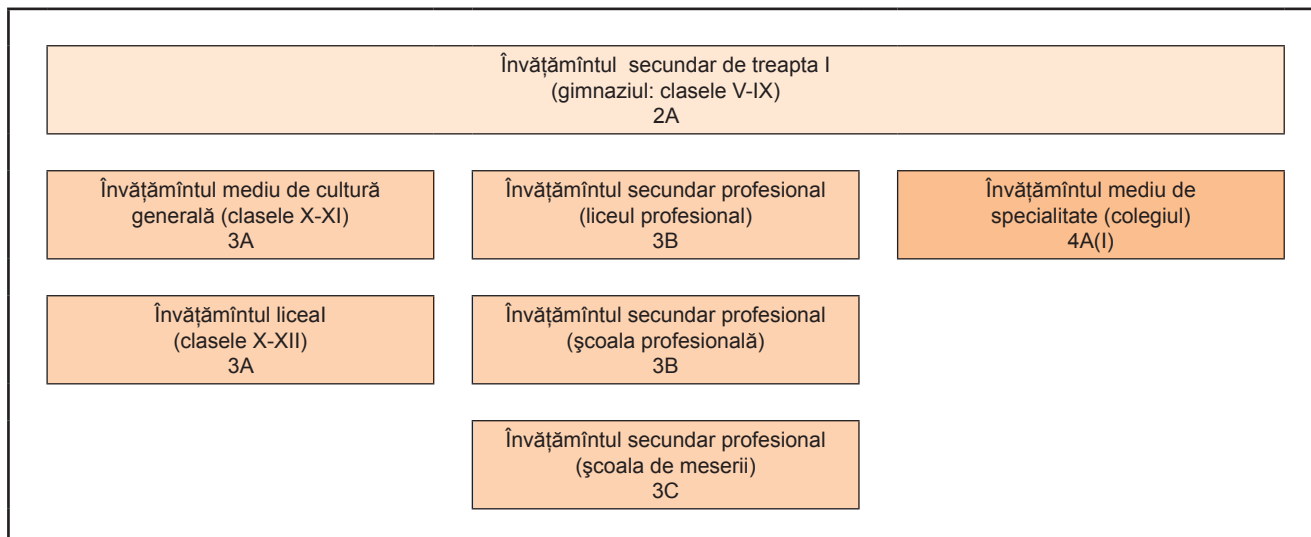 Învățămîntul  secundar de treapta I
(gimnaziul: clasele V-IX)
2A
Învățămîntul mediu de cultură
generală (clasele X-XI)
3A
Învățămîntul secundar profesional
(liceul profesional)
3B
Învățămîntul mediu de
specialitate (colegiul)
4A(I)
Învățămîntul liceal
(clasele X-XII)
3A
Învățămîntul secundar profesional
(şcoala profesională)
3B
Învățămîntul secundar profesional
(şcoala de meserii)
3C